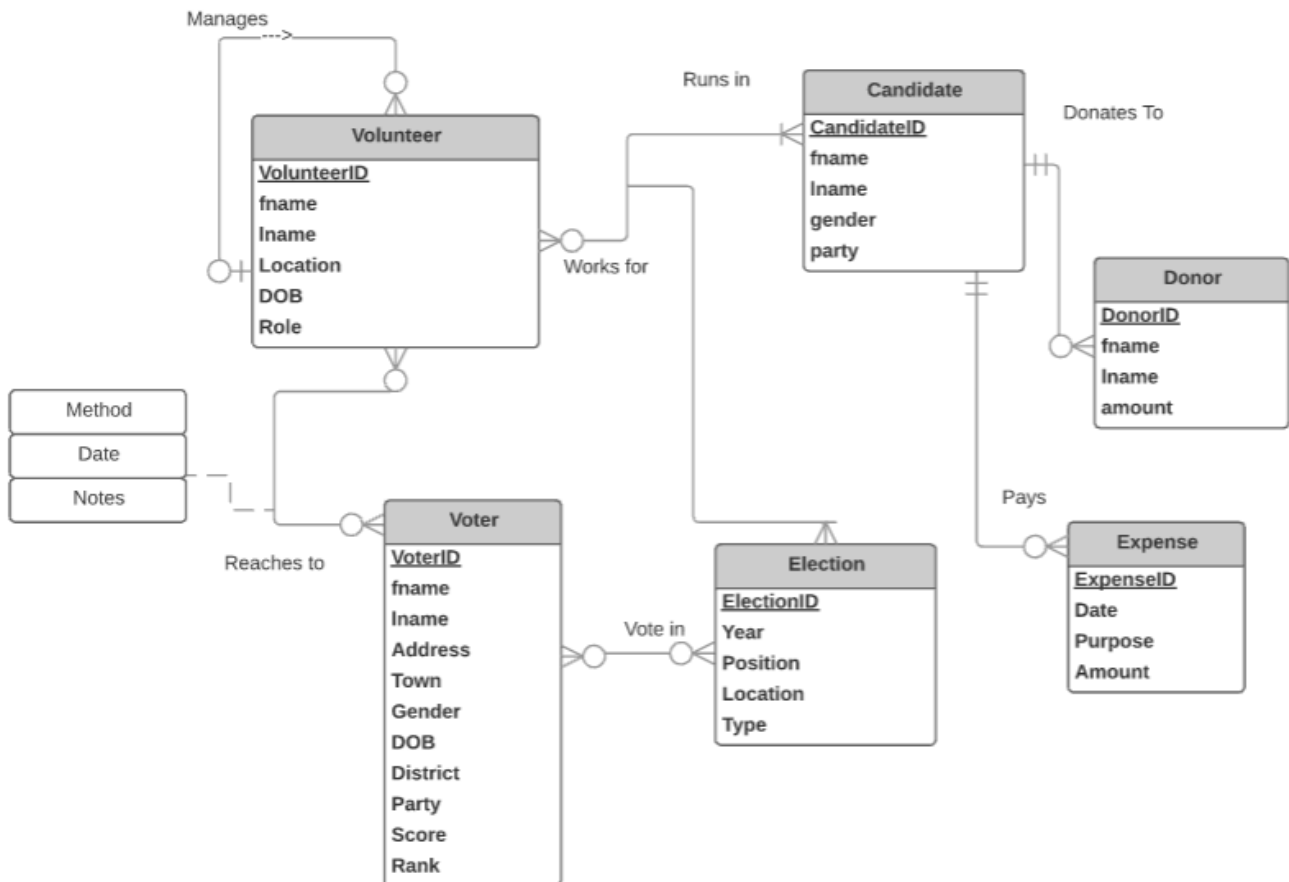 Manages
--->
Runs in
Candidate
CandidateID
fname
lname
gender
party
Donates To
Volunteer
VolunteerID
fname
lname
Location
DOB
Role
Works for
Donor
DonorID
fname
lname
amount
Method
Date
Notes
Reaches to
Voter
VoterID
fname
lname
Address
Town
Gender
DOB
District
Party
Score
Rank
Vote in
Election
ElectionID
Year
Position
Location
Type
Pays
Expense
ExpenseID
Date
Purpose
Amount